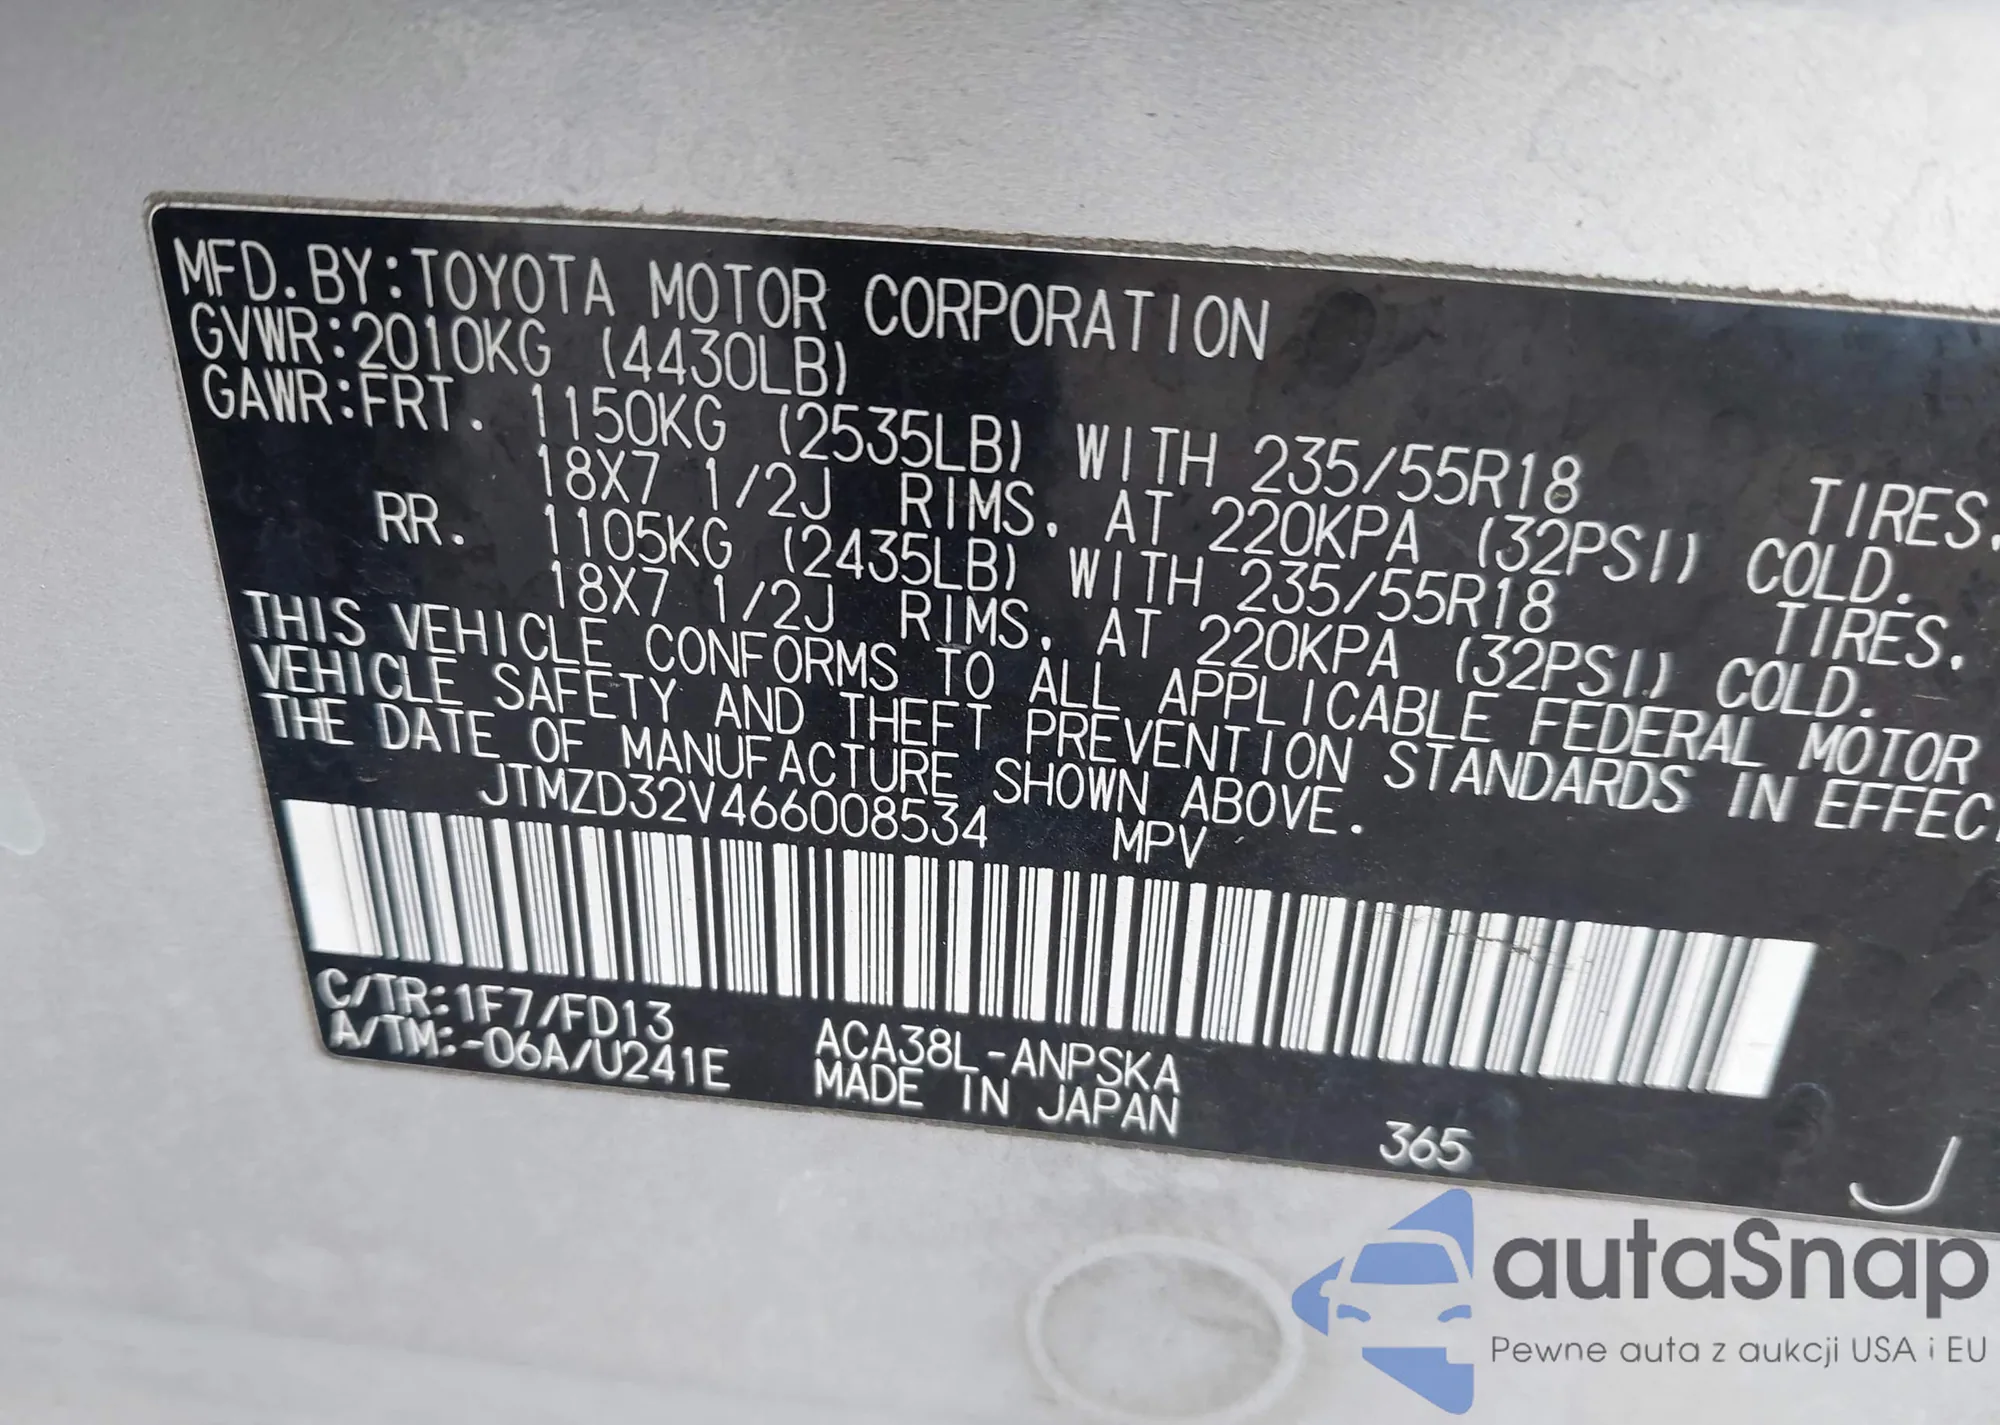 MFD. BY: TOYOTA MOTOR CORPORATION
GVWR: 2010KG (4430LB)
GAWR: FRT. 1150KG (2535LB) WITH 235/55R18 TIRES,
18X7 1/2J RIMS, AT 220KPA (32PSI) COLD.
RR. 1105KG (2435LB) WITH 235/55R18 TIRES.
18X7 1/2J RIMS, AT 220KPA (32PSI) COLD.
THIS VEHICLE CONFORMS TO ALL APPLICABLE FEDERAL MOTOR
VEHICLE SAFETY AND THEFT PREVENTION STANDARDS IN EFFEC
THE DATE OF MANUFACTURE SHOWN ABOVE.
JTMZD32V466008534 MPV
C/TR: 1F7/FD13 ACA38L-ANPSKA
A/TM: -06A/U241E MADE IN JAPAN
365
J
autaSnap
Pewne auta z aukcji USA i EU